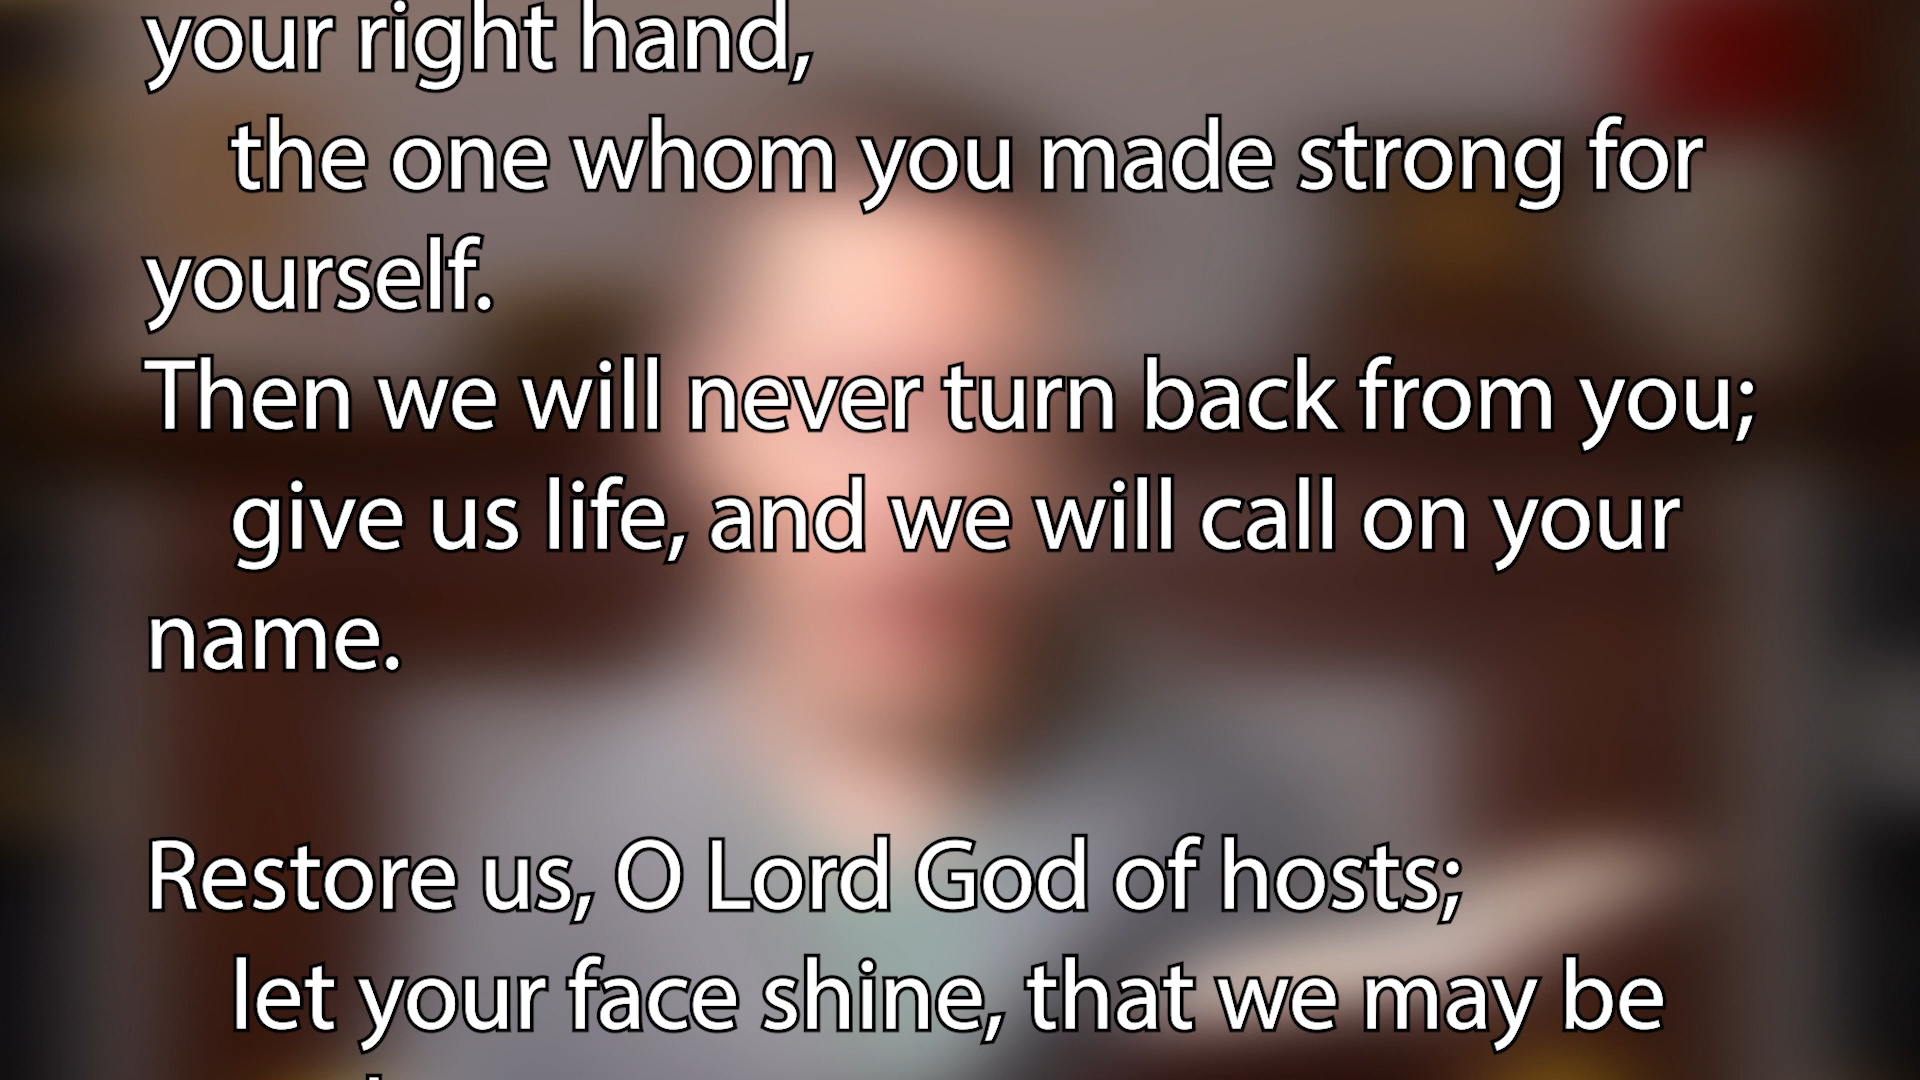 your right hand,
the one whom you made strong for
yourself.
Then we will never turn back from you;
give us life, and we will call on your
name.
Restore us, O Lord God of hosts;
let your face shine, that we may be